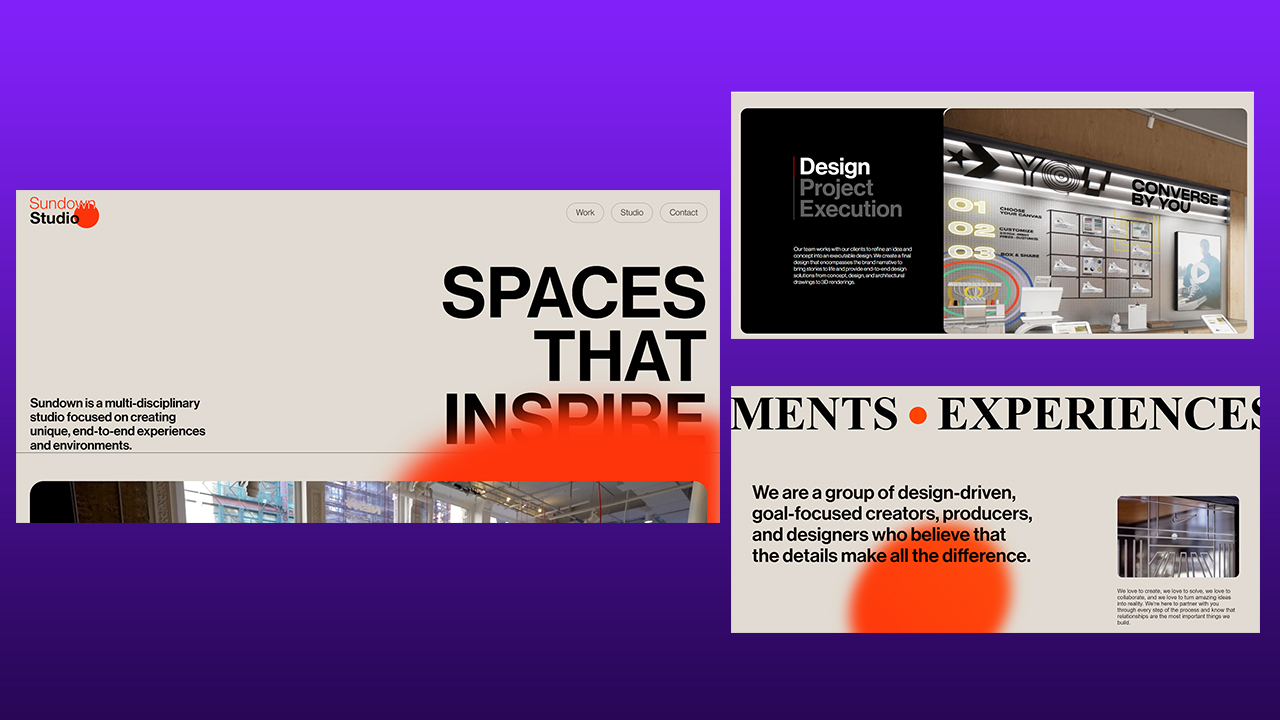 Sundown
Studio
Work
Studio
Contact
SPACES
THAT
INSPIRE
Sundown is a multi-disciplinary
studio focused on creating
unique, end-to-end experiences
and environments.
Design
Project
Execution
Our team works with our clients to refine an idea and
concept into an executable design. We create a final
design that encompasses the brand narrative to
bring stories to life and provide end-to-end design
solutions from concept, design, and architectural
drawings to 3D renderings.
YOU
CONVERSE
BY YOU
01
CHOOSE
YOUR CANVAS
02
CUSTOMIZE
03
BOX & SHARE
MENTS • EXPERIENCES
We are a group of design-driven,
goal-focused creators, producers,
and designers who believe that
the details make all the difference.
We love to create, we love to solve, we love to
collaborate, and we love to turn amazing ideas
into reality. We're here to partner with you
through every step of the process and know that
relationships are the most important things we
build.